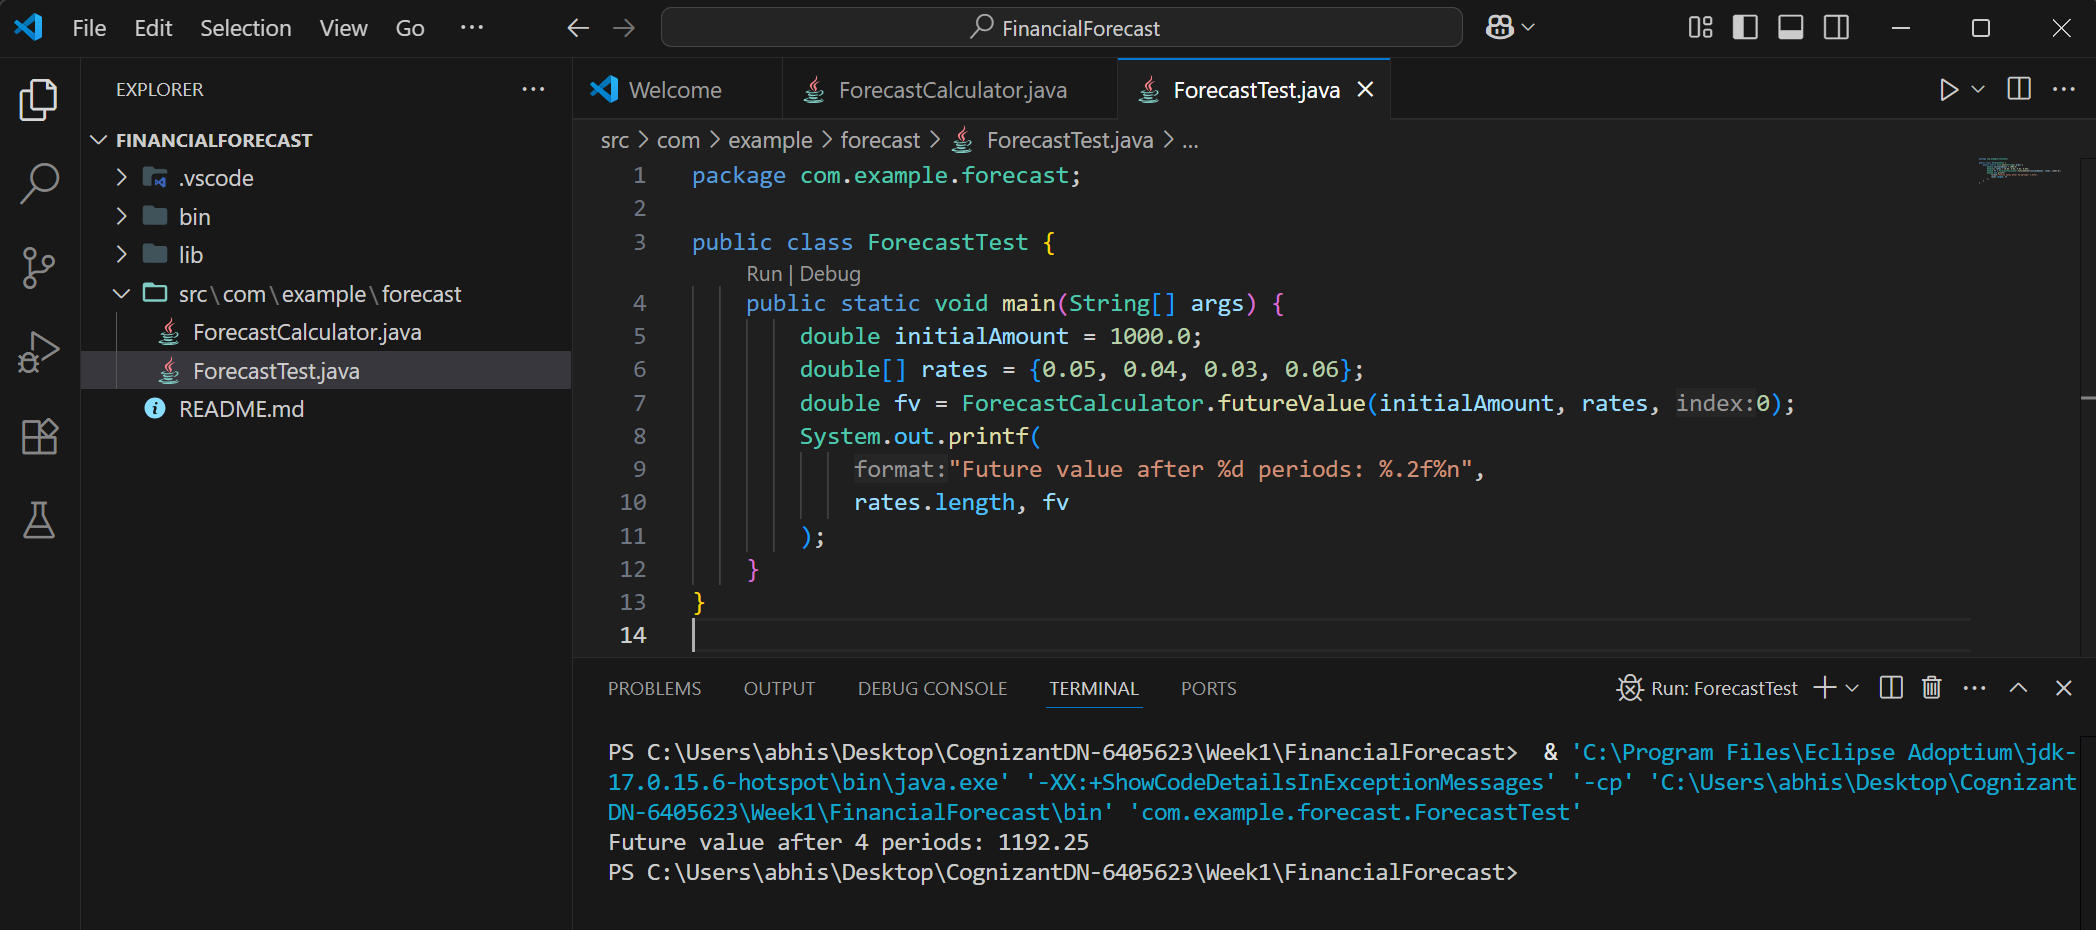 File Edit Selection View Go ···
FinancialForecast
EXPLORER
FINANCIALFORECAST
.vscode
bin
lib
src\com\example\forecast
ForecastCalculator.java
ForecastTest.java
README.md
Welcome ForecastCalculator.java ForecastTest.java
src > com > example > forecast > ForecastTest.java > ...
1 package com.example.forecast;
2
3 public class ForecastTest {
Run | Debug
4 public static void main(String[] args) {
5 double initialAmount = 1000.0;
6 double[] rates = {0.05, 0.04, 0.03, 0.06};
7 double fv = ForecastCalculator.futureValue(initialAmount, rates, index:0);
8 System.out.printf(
9 format:"Future value after %d periods: %.2f%n",
10 rates.length, fv
11 );
12 }
13 }
14
PROBLEMS OUTPUT DEBUG CONSOLE TERMINAL PORTS
Run: ForecastTest
PS C:\Users\abhis\Desktop\CognizantDN-6405623\Week1\FinancialForecast>  & 'C:\Program Files\Eclipse Adoptium\jdk-
17.0.15.6-hotspot\bin\java.exe' '-XX:+ShowCodeDetailsInExceptionMessages' '-cp' 'C:\Users\abhis\Desktop\Cognizant
DN-6405623\Week1\FinancialForecast\bin' 'com.example.forecast.ForecastTest'
Future value after 4 periods: 1192.25
PS C:\Users\abhis\Desktop\CognizantDN-6405623\Week1\FinancialForecast>